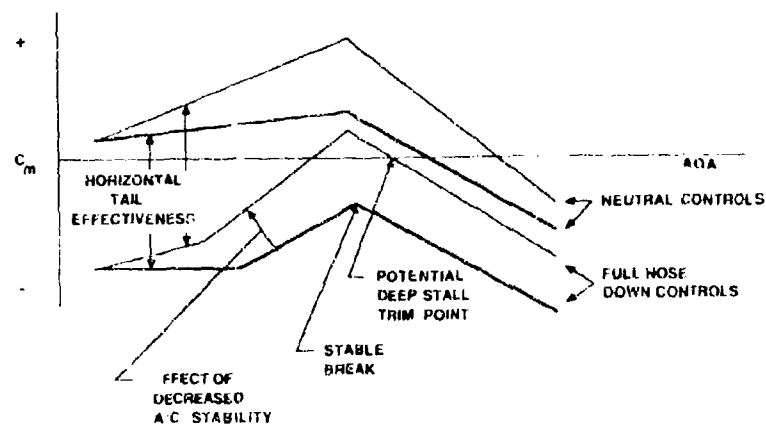 +
C m
AOA
HORIZONTAL
TAIL
EFFECTIVENESS
NEUTRAL CONTROLS
-
POTENTIAL
DEEP STALL
TRIM POINT
FULL NOSE
DOWN CONTROLS
STABLE
BREAK
EFFECT OF
DECREASED
A/C STABILITY